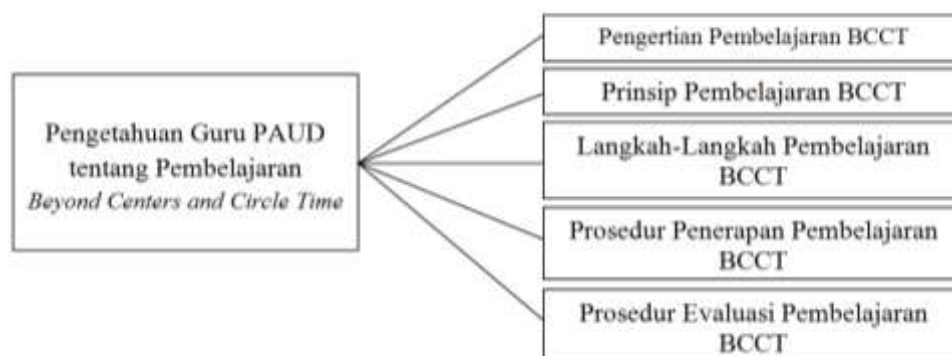 Pengetahuan Guru PAUD
tentang Pembelajaran
Beyond Centers and Circle Time
Pengertian Pembelajaran BCCT
Prinsip Pembelajaran BCCT
Langkah-Langkah Pembelajaran
BCCT
Prosedur Penerapan Pembelajaran
BCCT
Prosedur Evaluasi Pembelajaran
BCCT